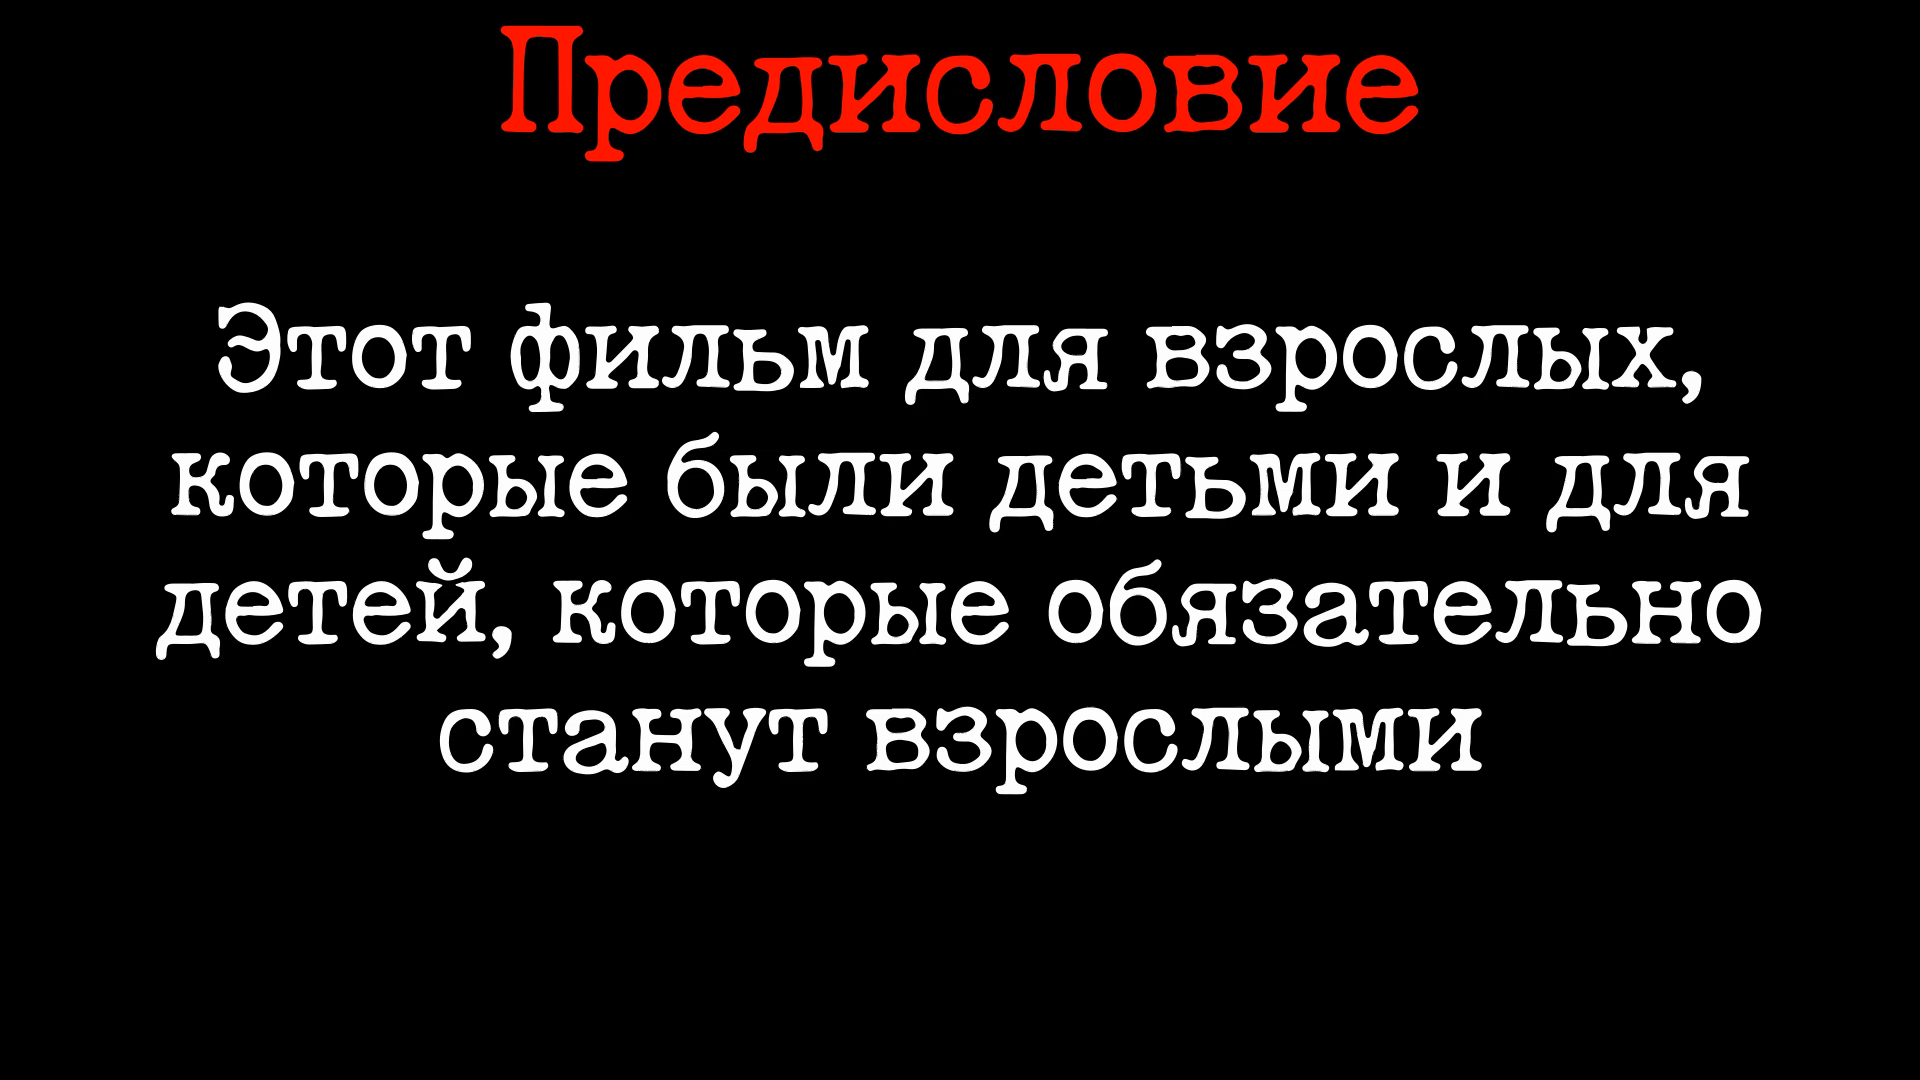 Предисловие
Этот фильм для взрослых,
которые были детьми и для
детей, которые обязательно
станут взрослыми